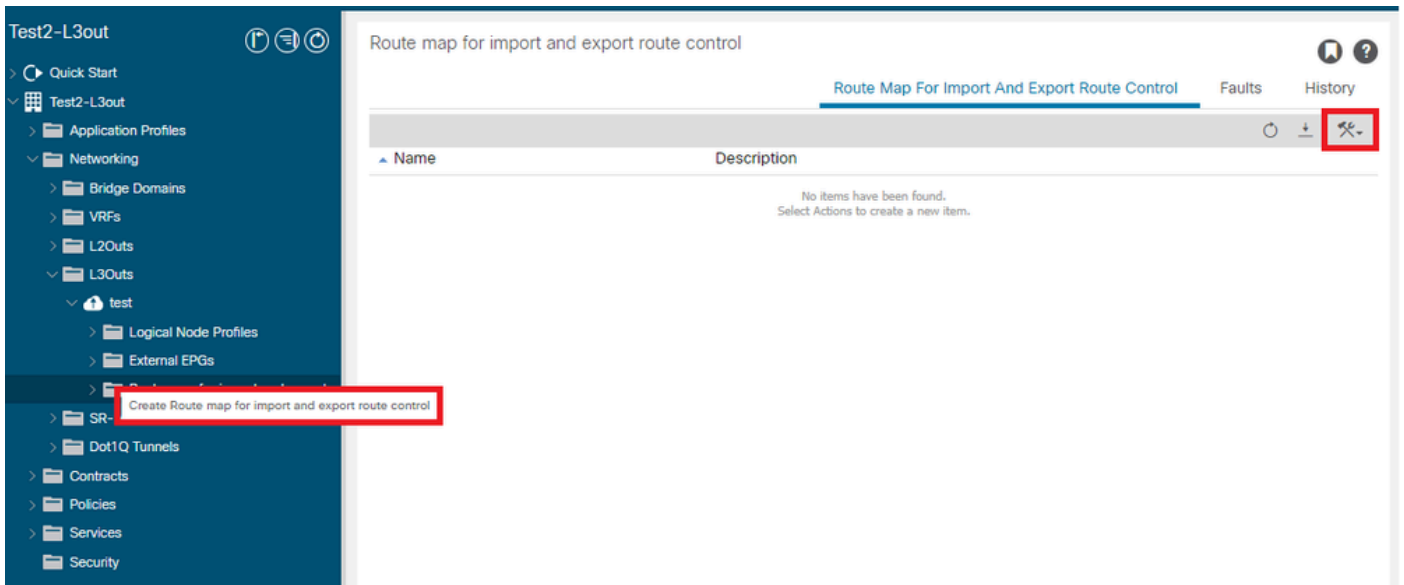 Test2-L3out
Quick Start
Test2-L3out
Application Profiles
Networking
Bridge Domains
VRFs
L2Outs
L3Outs
test
Logical Node Profiles
External EPGs
Create Route map for import and export route control
SR-
Dot1Q Tunnels
Contracts
Policies
Services
Security
Route map for import and export route control
Route Map For Import And Export Route Control Faults History
Name Description
No items have been found.
Select Actions to create a new item.